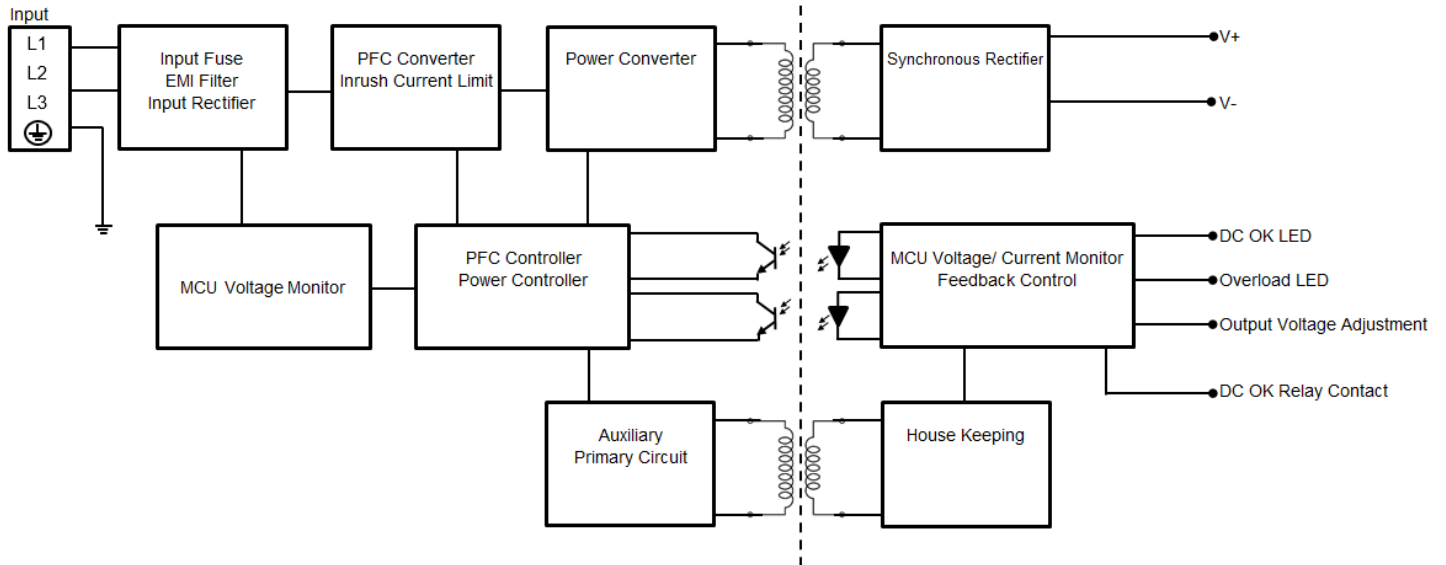 Input
L1
L2
L3
Input Fuse
EMI Filter
Input Rectifier
PFC Converter
Inrush Current Limit
Power Converter
Synchronous Rectifier
V+
V-
MCU Voltage Monitor
PFC Controller
Power Controller
MCU Voltage/ Current Monitor
Feedback Control
DC OK LED
Overload LED
Output Voltage Adjustment
DC OK Relay Contact
Auxiliary
Primary Circuit
House Keeping